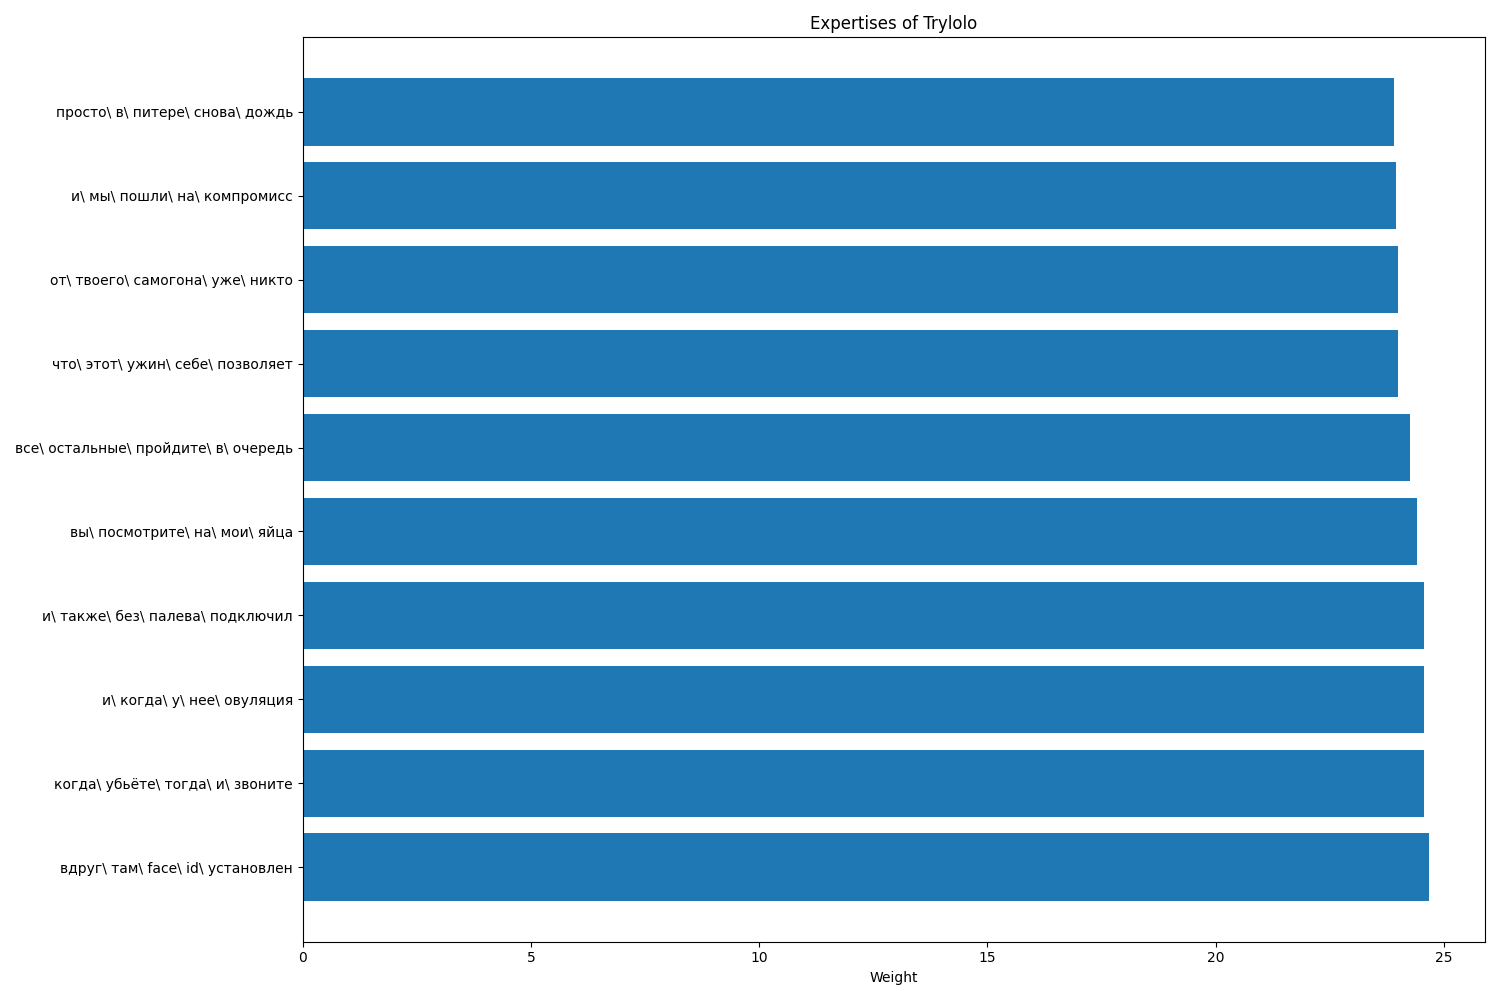 Expertises of Trylolo
просто\ в\ питере\ снова\ дождь
и\ мы\ пошли\ на\ компромисс
от\ твоего\ самогона\ уже\ никто
что\ этот\ ужин\ себе\ позволяет
все\ остальные\ пройдите\ в\ очередь
вы\ посмотрите\ на\ мои\ яйца
и\ также\ без\ палева\ подключил
и\ когда\ у\ нее\ овуляция
когда\ убьёте\ тогда\ и\ звоните
вдруг\ там\ face\ id\ установлен
0 5 10 15 20 25
Weight